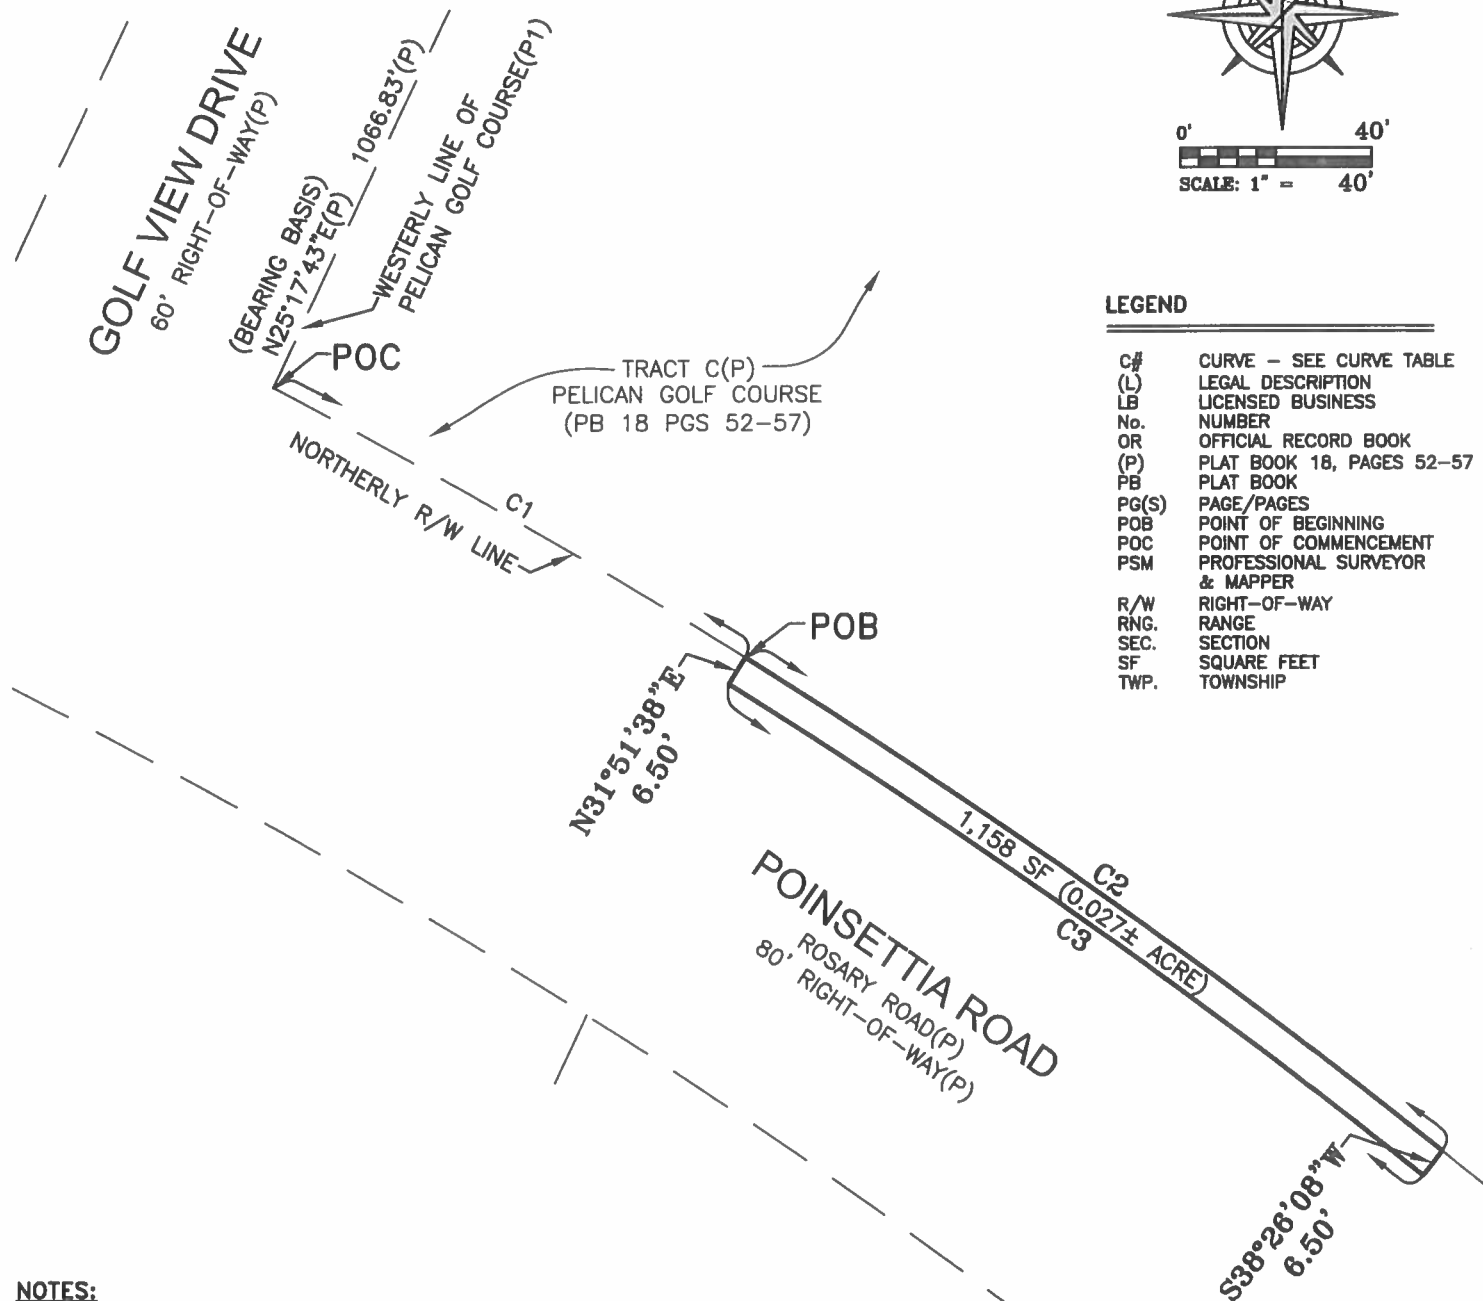 GOLF VIEW DRIVE
60' RIGHT-OF-WAY(P)
(BEARING BASIS)
N25°17'43"E(P)
1066.83'(P)
WESTERLY LINE OF
PELICAN GOLF COURSE(P1)
POC
TRACT C(P)
PELICAN GOLF COURSE
(PB 18 PGS 52-57)
C1
NORTHERLY R/W LINE
POB
N31°51'38"E
6.50'
1,158 SF (0.027± ACRE)
C2
C3
POINSETTIA ROAD
ROSARY ROAD(P)
80' RIGHT-OF-WAY(P)
S38°26'08"W
6.50'
0' 40'
SCALE: 1" = 40'
LEGEND
C# CURVE - SEE CURVE TABLE
(L) LEGAL DESCRIPTION
LB LICENSED BUSINESS
No. NUMBER
OR OFFICIAL RECORD BOOK
(P) PLAT BOOK 18, PAGES 52-57
PB PLAT BOOK
PG(S) PAGE/PAGES
POB POINT OF BEGINNING
POC POINT OF COMMENCEMENT
PSM PROFESSIONAL SURVEYOR
& MAPPER
R/W RIGHT-OF-WAY
RNG. RANGE
SEC. SECTION
SF SQUARE FEET
TWP. TOWNSHIP
NOTES: